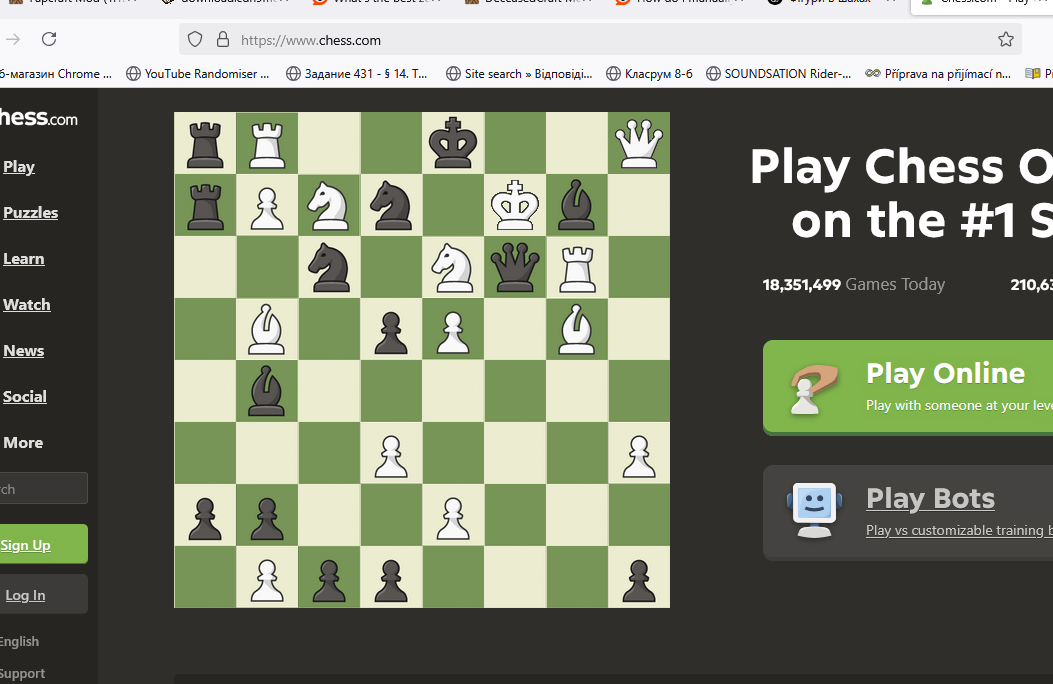 https://www.chess.com
б-магазин Chrome ...
YouTube Randomiser ...
Задание 431 - § 14. Т...
Site search » Відповіді...
Класрум 8-б
SOUNDSATION Rider-...
Příprava na přijímací n...
hess.com
Play
Puzzles
Learn
Watch
News
Social
More
rch
Sign Up
Log In
English
Support
Play Chess O
on the #1 S
18,351,499 Games Today
210,63
Play Online
Play with someone at your leve
Play Bots
Play vs customizable training b